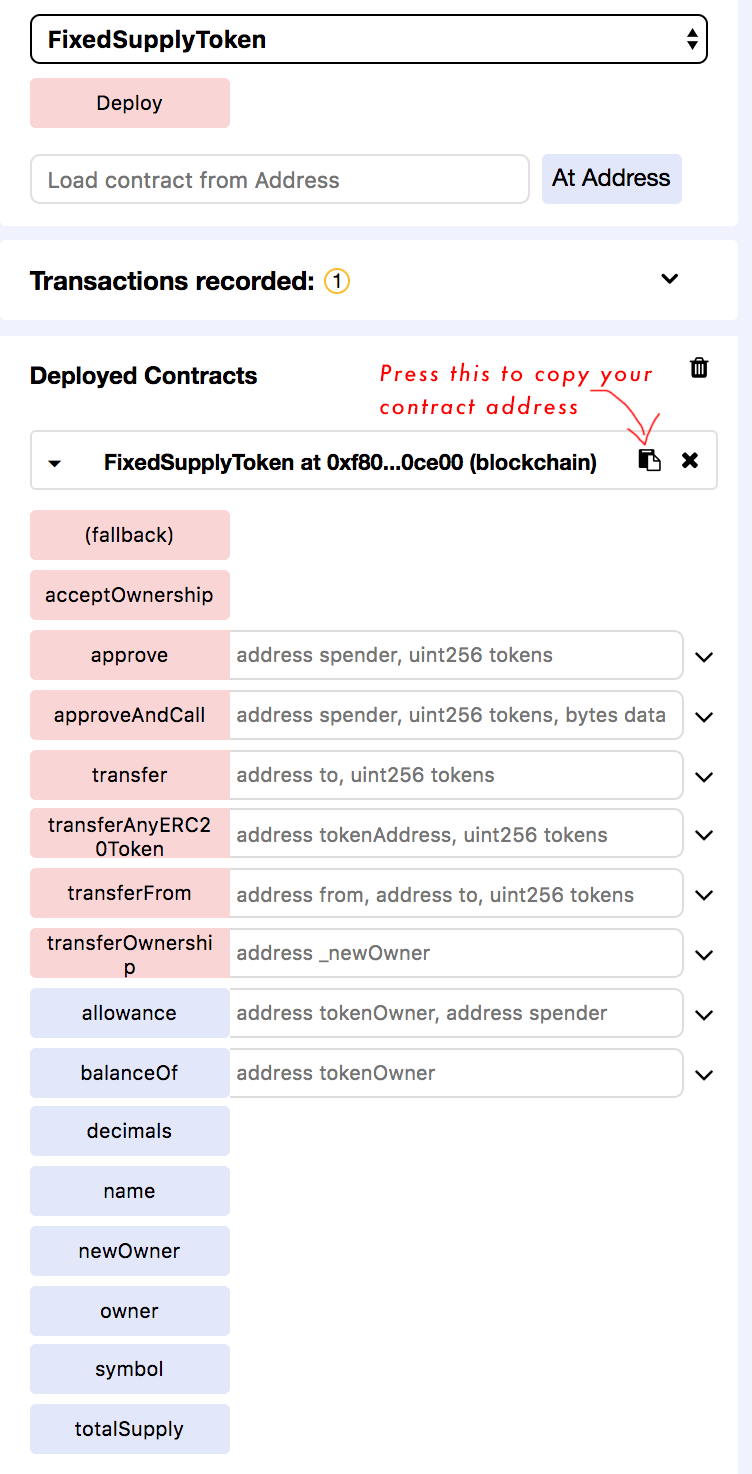 FixedSupplyToken
Deploy
Load contract from Address
At Address
Transactions recorded: 1
Deployed Contracts
Press this to copy your
contract address
FixedSupplyToken at 0xf80...0ce00 (blockchain)
(fallback)
acceptOwnership
approve address spender, uint256 tokens
approveAndCall address spender, uint256 tokens, bytes data
transfer address to, uint256 tokens
transferAnyERC2
0Token
address tokenAddress, uint256 tokens
transferFrom address from, address to, uint256 tokens
transferOwnershi
p
address _newOwner
allowance address tokenOwner, address spender
balanceOf address tokenOwner
decimals
name
newOwner
owner
symbol
totalSupply